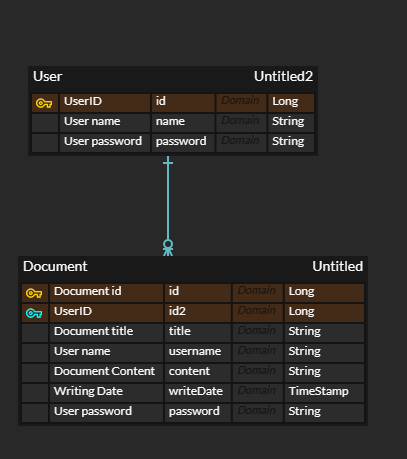 User Untitled2
UserID id Domain Long
User name name Domain String
User password password Domain String
Document Untitled
Document id id Domain Long
UserID id2 Domain Long
Document title title Domain String
User name username Domain String
Document Content content Domain String
Writing Date writeDate Domain TimeStamp
User password password Domain String